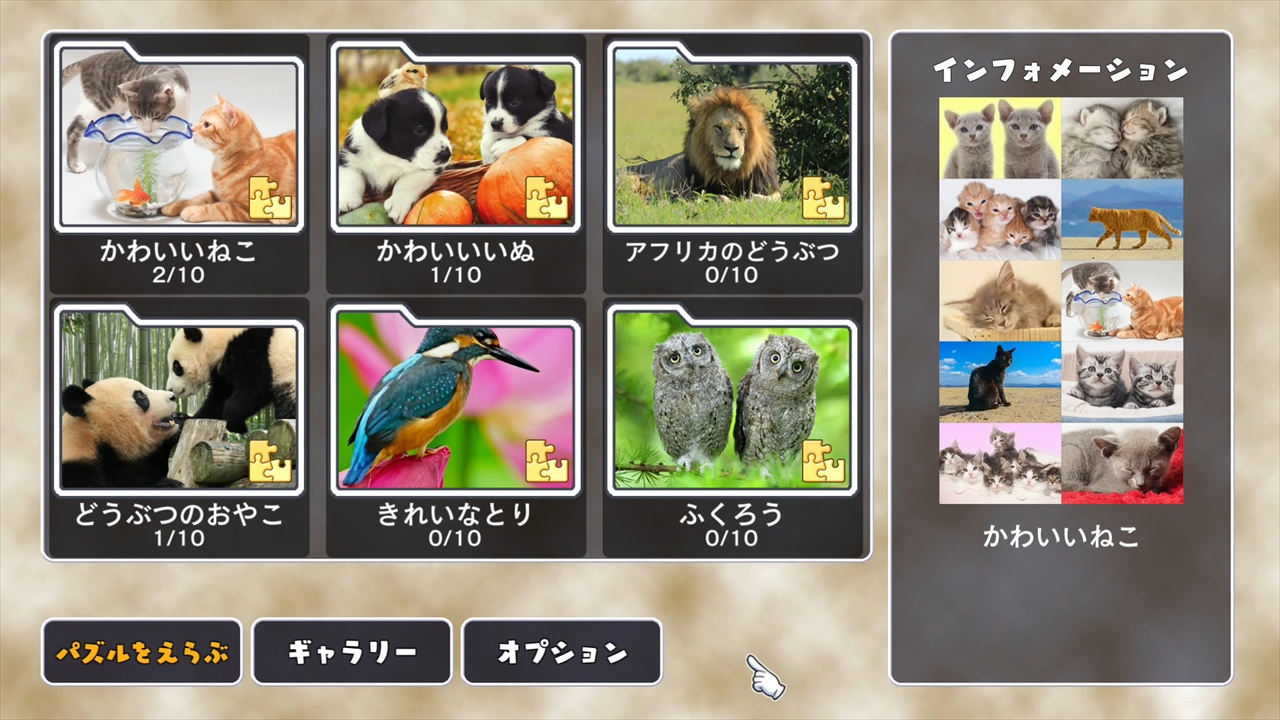 かわいいねこ
2/10
かわいいいぬ
1/10
アフリカのどうぶつ
0/10
どうぶつのおやこ
1/10
きれいなとり
0/10
ふくろう
0/10
インフォメーション
かわいいねこ
パズルをえらぶ
ギャラリー
オプション